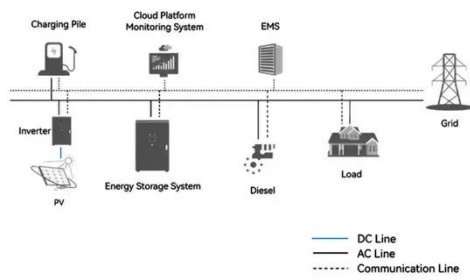 Charging Pile
Cloud Platform
Monitoring System
EMS
Grid
Inverter
Energy Storage System
Diesel
Load
PV
DC Line
AC Line
Communication Line